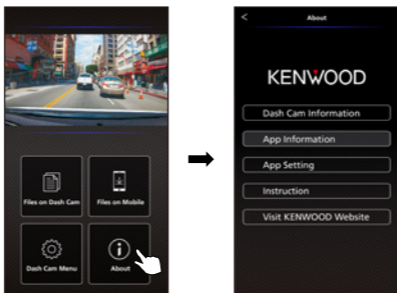 Files on Dash Cam
Files on Mobile
Dash Cam Menu
About
<
About
KENWOOD
Dash Cam Information
App Information
App Setting
Instruction
Visit KENWOOD Website